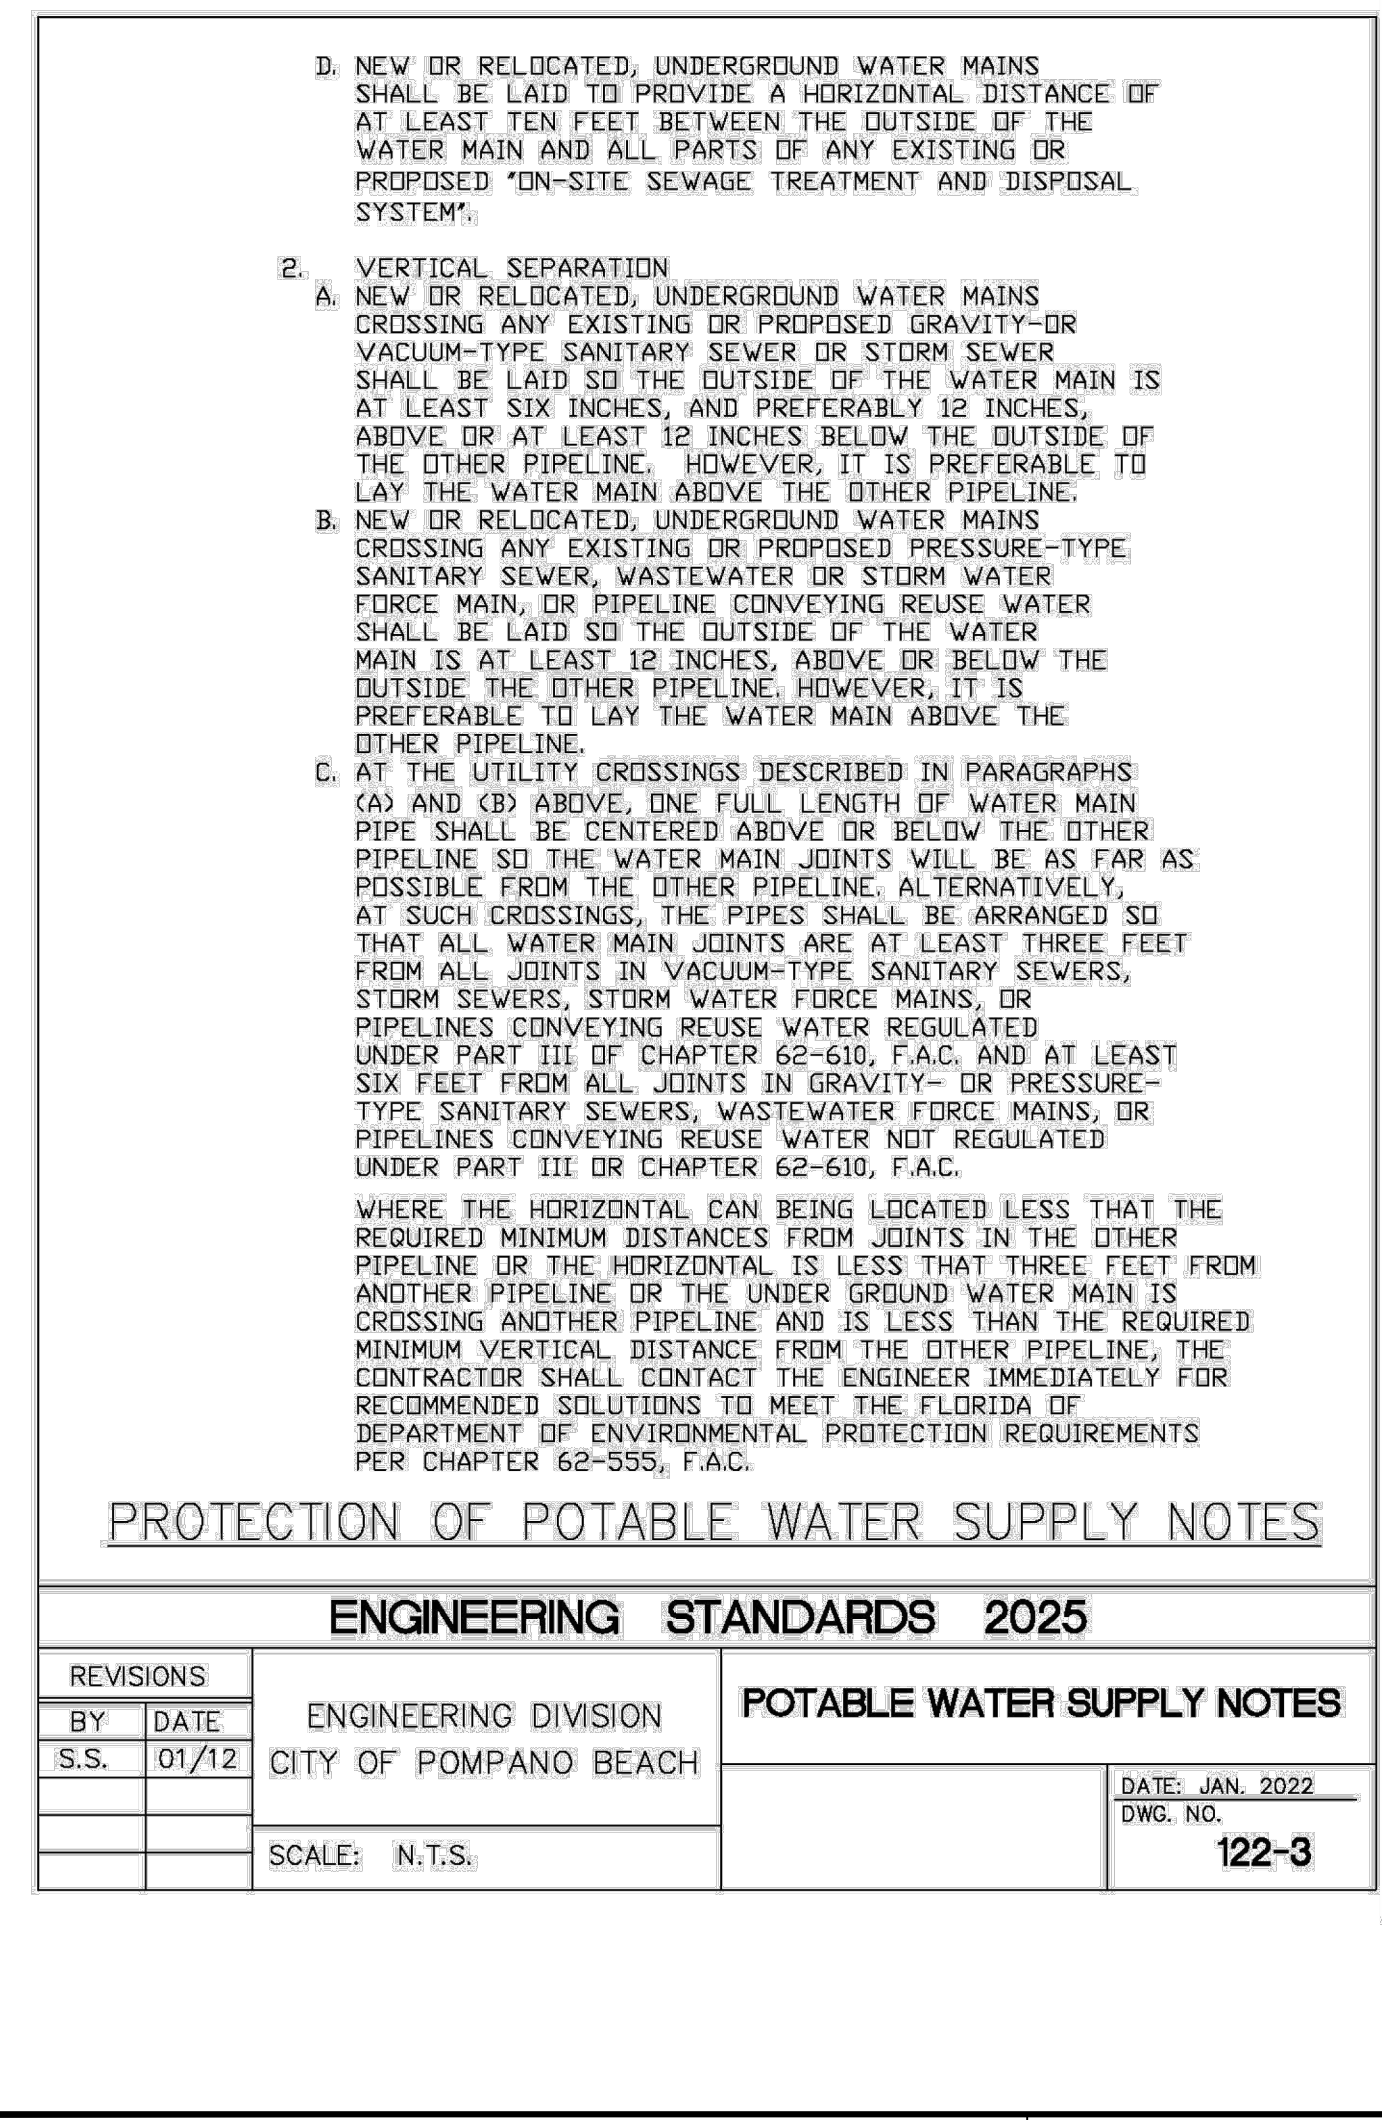 D. NEW OR RELOCATED, UNDERGROUND WATER MAINS
SHALL BE LAID TO PROVIDE A HORIZONTAL DISTANCE OF
AT LEAST TEN FEET BETWEEN THE OUTSIDE OF THE
WATER MAIN AND ALL PARTS OF ANY EXISTING OR
PROPOSED "ON-SITE SEWAGE TREATMENT AND DISPOSAL
SYSTEM".
2. VERTICAL SEPARATION
A. NEW OR RELOCATED, UNDERGROUND WATER MAINS
CROSSING ANY EXISTING OR PROPOSED GRAVITY-OR
VACUUM-TYPE SANITARY SEWER OR STORM SEWER
SHALL BE LAID SO THE OUTSIDE OF THE WATER MAIN IS
AT LEAST SIX INCHES, AND PREFERABLY 12 INCHES,
ABOVE OR AT LEAST 12 INCHES BELOW THE OUTSIDE OF
THE OTHER PIPELINE. HOWEVER, IT IS PREFERABLE TO
LAY THE WATER MAIN ABOVE THE OTHER PIPELINE.
B. NEW OR RELOCATED, UNDERGROUND WATER MAINS
CROSSING ANY EXISTING OR PROPOSED PRESSURE-TYPE
SANITARY SEWER, WASTEWATER OR STORM WATER
FORCE MAIN, OR PIPELINE CONVEYING REUSE WATER
SHALL BE LAID SO THE OUTSIDE OF THE WATER
MAIN IS AT LEAST 12 INCHES, ABOVE OR BELOW THE
OUTSIDE THE OTHER PIPELINE. HOWEVER, IT IS
PREFERABLE TO LAY THE WATER MAIN ABOVE THE
OTHER PIPELINE.
C. AT THE UTILITY CROSSINGS DESCRIBED IN PARAGRAPHS
(A) AND (B) ABOVE, ONE FULL LENGTH OF WATER MAIN
PIPE SHALL BE CENTERED ABOVE OR BELOW THE OTHER
PIPELINE SO THE WATER MAIN JOINTS WILL BE AS FAR AS
POSSIBLE FROM THE OTHER PIPELINE. ALTERNATIVELY,
AT SUCH CROSSINGS, THE PIPES SHALL BE ARRANGED SO
THAT ALL WATER MAIN JOINTS ARE AT LEAST THREE FEET
FROM ALL JOINTS IN VACUUM-TYPE SANITARY SEWERS,
STORM SEWERS, STORM WATER FORCE MAINS, OR
PIPELINES CONVEYING REUSE WATER REGULATED
UNDER PART III OF CHAPTER 62-610, F.A.C. AND AT LEAST
SIX FEET FROM ALL JOINTS IN GRAVITY- OR PRESSURE-
TYPE SANITARY SEWERS, WASTEWATER FORCE MAINS, OR
PIPELINES CONVEYING REUSE WATER NOT REGULATED
UNDER PART III OR CHAPTER 62-610, F.A.C.
WHERE THE HORIZONTAL CAN BEING LOCATED LESS THAT THE
REQUIRED MINIMUM DISTANCES FROM JOINTS IN THE OTHER
PIPELINE OR THE HORIZONTAL IS LESS THAT THREE FEET FROM
ANOTHER PIPELINE OR THE UNDER GROUND WATER MAIN IS
CROSSING ANOTHER PIPELINE AND IS LESS THAN THE REQUIRED
MINIMUM VERTICAL DISTANCE FROM THE OTHER PIPELINE, THE
CONTRACTOR SHALL CONTACT THE ENGINEER IMMEDIATELY FOR
RECOMMENDED SOLUTIONS TO MEET THE FLORIDA OF
DEPARTMENT OF ENVIRONMENTAL PROTECTION REQUIREMENTS
PER CHAPTER 62-555, F.A.C.
PROTECTION OF POTABLE WATER SUPPLY NOTES
ENGINEERING STANDARDS 2025
REVISIONS
BY DATE
S.S. 01/12
ENGINEERING DIVISION
CITY OF POMPANO BEACH
SCALE: N.T.S.
POTABLE WATER SUPPLY NOTES
DATE: JAN. 2022
DWG. NO.
122-3